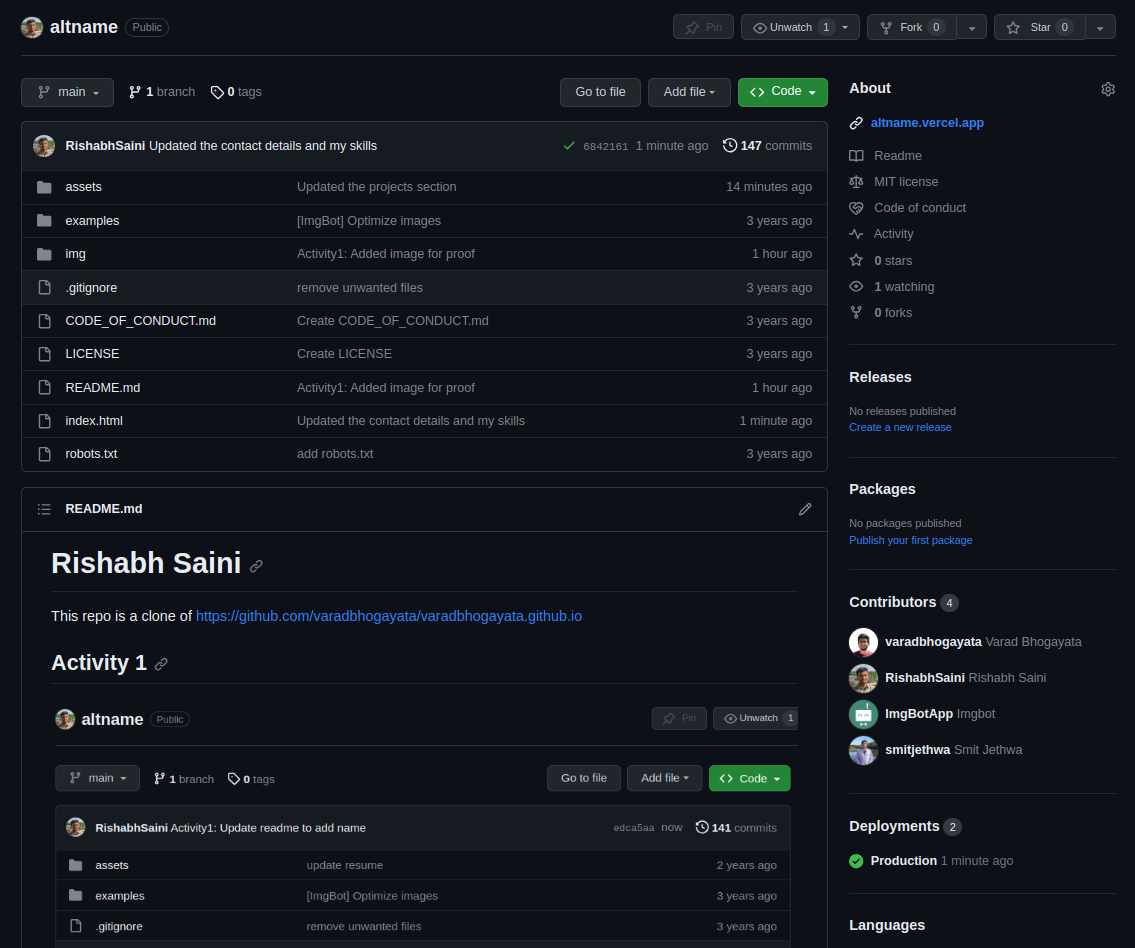 altname Public Pin Unwatch 1 Fork 0 Star 0
main 1 branch 0 tags Go to file Add file Code
RishabhSaini Updated the contact details and my skills 6842161 1 minute ago 147 commits
assets Updated the projects section 14 minutes ago
examples [ImgBot] Optimize images 3 years ago
img Activity1: Added image for proof 1 hour ago
.gitignore remove unwanted files 3 years ago
CODE_OF_CONDUCT.md Create CODE_OF_CONDUCT.md 3 years ago
LICENSE Create LICENSE 3 years ago
README.md Activity1: Added image for proof 1 hour ago
index.html Updated the contact details and my skills 1 minute ago
robots.txt add robots.txt 3 years ago
README.md
Rishabh Saini
This repo is a clone of https://github.com/varadbhogayata/varadbhogayata.github.io
Activity 1
altname Public Pin Unwatch 1
main 1 branch 0 tags Go to file Add file Code
RishabhSaini Activity1: Update readme to add name edca5aa now 141 commits
assets update resume 2 years ago
examples [ImgBot] Optimize images 3 years ago
.gitignore remove unwanted files 3 years ago
About
altname.vercel.app
Readme
MIT license
Code of conduct
Activity
0 stars
1 watching
0 forks
Releases
No releases published
Create a new release
Packages
No packages published
Publish your first package
Contributors 4
varadbhogayata Varad Bhogayata
RishabhSaini Rishabh Saini
ImgBotApp Imgbot
smitjethwa Smit Jethwa
Deployments 2
Production 1 minute ago
Languages